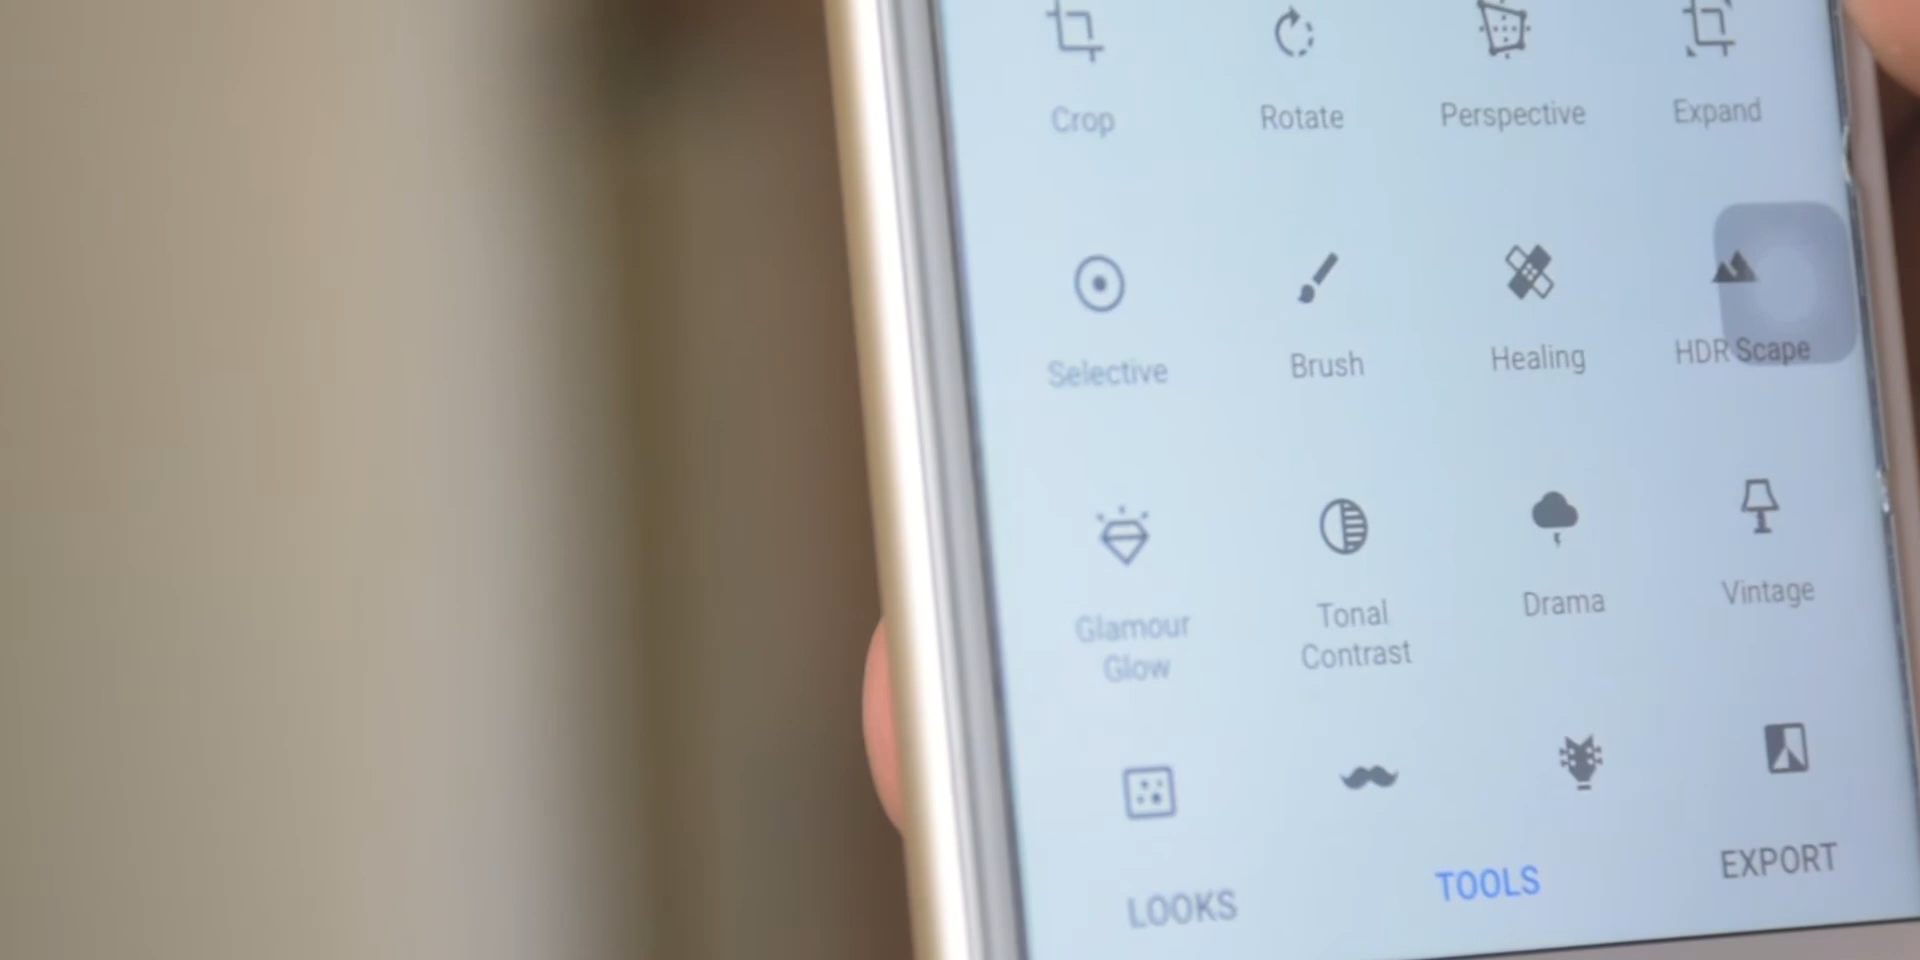 Crop
Rotate
Perspective
Expand
Selective
Brush
Healing
HDR Scape
Glamour
Glow
Tonal
Contrast
Drama
Vintage
LOOKS
TOOLS
EXPORT